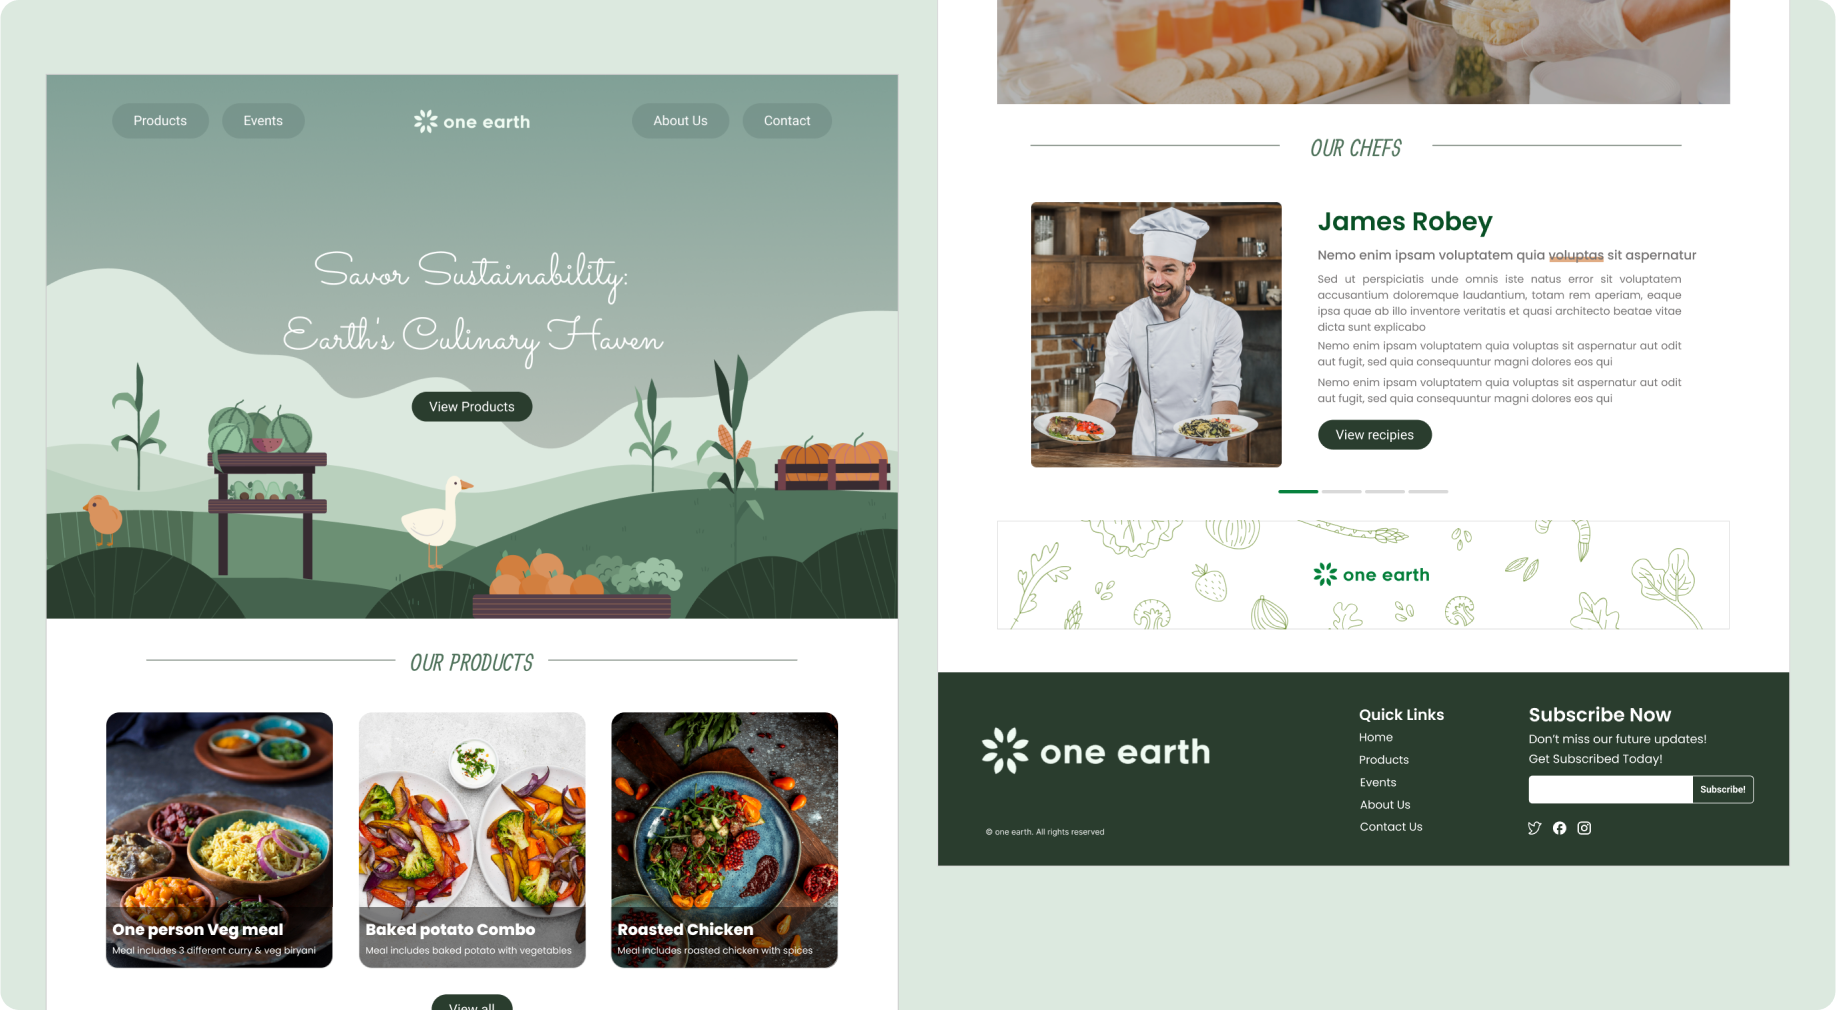 Products
Events
one earth
About Us
Contact
Savor Sustainability:
Earth's Culinary Haven
View Products
OUR PRODUCTS
One person Veg meal
Meal includes 3 different curry & veg biryani
Baked potato Combo
Meal includes baked potato with vegetables
Roasted Chicken
Meal includes roasted chicken with spices
View all
OUR CHEFS
James Robey
Nemo enim ipsam voluptatem quia voluptas sit aspernatur
Sed ut perspiciatis unde omnis iste natus error sit voluptatem
accusantium doloremque laudantium, totam rem aperiam, eaque
ipsa quae ab illo inventore veritatis et quasi architecto beatae vitae
dicta sunt explicabo
Nemo enim ipsam voluptatem quia voluptas sit aspernatur aut odit
aut fugit, sed quia consequuntur magni dolores eos qui
Nemo enim ipsam voluptatem quia voluptas sit aspernatur aut odit
aut fugit, sed quia consequuntur magni dolores eos qui
View recipies
one earth
one earth
© one earth. All rights reserved
Quick Links
Home
Products
Events
About Us
Contact Us
Subscribe Now
Don't miss our future updates!
Get Subscribed Today!
Subscribe!